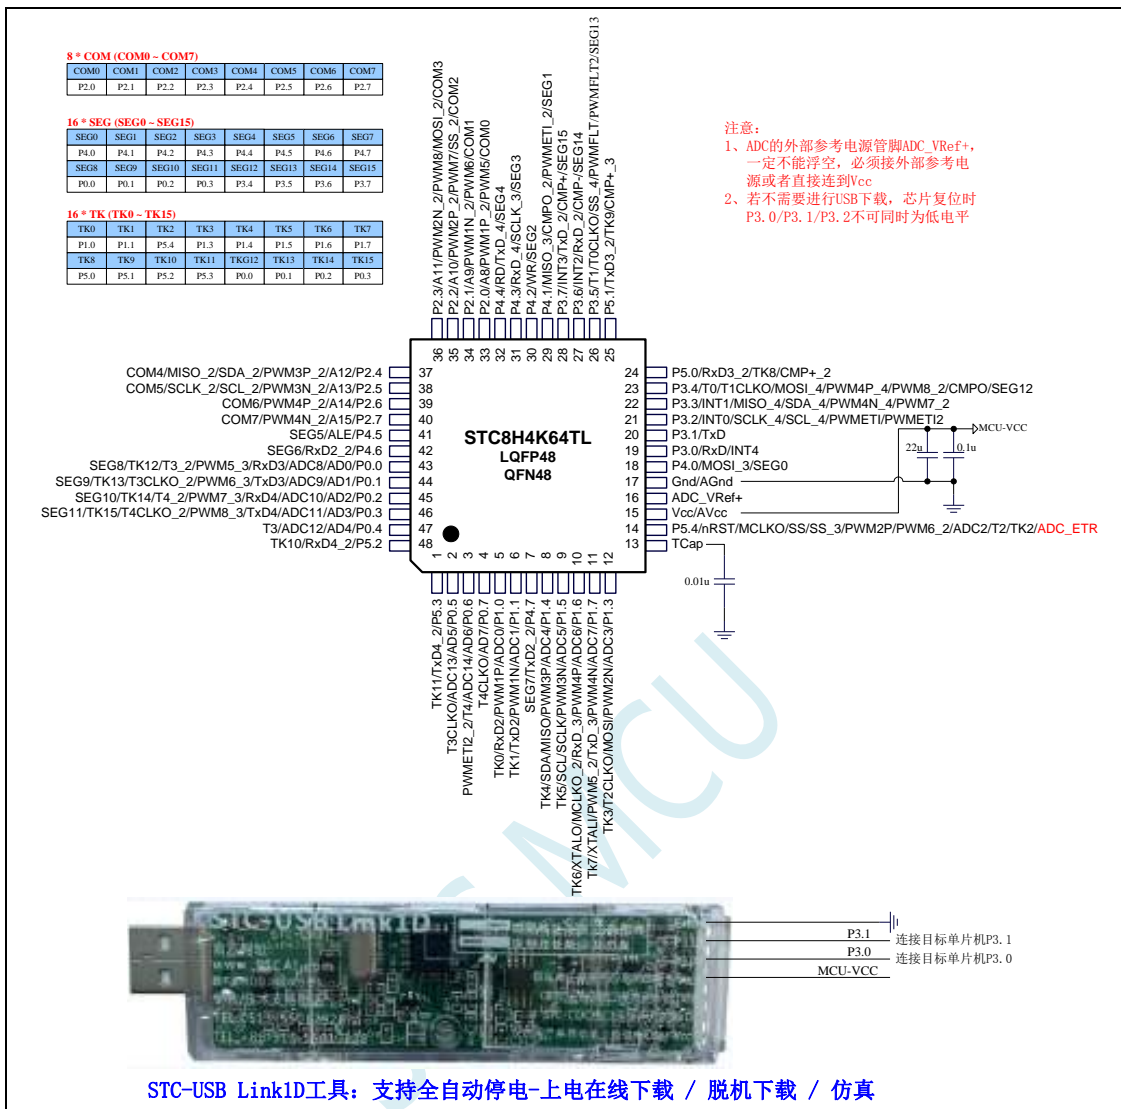 8 * COM (COM0 ~ COM7)
COM0 COM1 COM2 COM3 COM4 COM5 COM6 COM7
P2.0 P2.1 P2.2 P2.3 P2.4 P2.5 P2.6 P2.7
16 * SEG (SEG0 ~ SEG15)
SEG0 SEG1 SEG2 SEG3 SEG4 SEG5 SEG6 SEG7
P4.0 P4.1 P4.2 P4.3 P4.4 P4.5 P4.6 P4.7
SEG8 SEG9 SEG10 SEG11 SEG12 SEG13 SEG14 SEG15
P0.0 P0.1 P0.2 P0.3 P3.4 P3.5 P3.6 P3.7
16 * TK (TK0 ~ TK15)
TK0 TK1 TK2 TK3 TK4 TK5 TK6 TK7
P1.0 P1.1 P5.4 P1.3 P1.4 P1.5 P1.6 P1.7
TK8 TK9 TK10 TK11 TKG12 TK13 TK14 TK15
P5.0 P5.1 P5.2 P5.3 P0.0 P0.1 P0.2 P0.3
P2.3/A11/PWM2N_2/PWM8/MOSI_2/COM3
P2.2/A10/PWM2P_2/PWM7/SS_2/COM2
P2.1/A9/PWM1N_2/PWM6/COM1
P2.0/A8/PWM1P_2/PWM5/COM0
P4.4/RD/TxD_4/SEG4
P4.3/RxD_4/SCLK_3/SEG3
P4.2/WR/SEG2
P4.1/MISO_3/CMPO_2/PWMETI_2/SEG1
P3.7/INT3/TxD_2/CMP+/SEG15
P3.6/INT2/RxD_2/CMP-/SEG14
P3.5/T1/T0CLKO/SS_4/PWMFLT/PWMFLT2/SEG13
P5.1/TxD3_2/TK9/CMP+_3
注意:
1、ADC的外部参考电源管脚ADC_VRef+,
一定不能浮空, 必须接外部参考电
源或者直接连到Vcc
2、若不需要进行USB下载, 芯片复位时
P3.0/P3.1/P3.2不可同时为低电平
36 35 34 33 32 31 30 29 28 27 26 25
COM4/MISO_2/SDA_2/PWM3P_2/A12/P2.4 37
COM5/SCLK_2/SCL_2/PWM3N_2/A13/P2.5 38
COM6/PWM4P_2/A14/P2.6 39
COM7/PWM4N_2/A15/P2.7 40
SEG5/ALE/P4.5 41
SEG6/RxD2_2/P4.6 42
SEG8/TK12/T3_2/PWM5_3/RxD3/ADC8/AD0/P0.0 43
SEG9/TK13/T3CLKO_2/PWM6_3/TxD3/ADC9/AD1/P0.1 44
SEG10/TK14/T4_2/PWM7_3/RxD4/ADC10/AD2/P0.2 45
SEG11/TK15/T4CLKO_2/PWM8_3/TxD4/ADC11/AD3/P0.3 46
T3/ADC12/AD4/P0.4 47
TK10/RxD4_2/P5.2 48
STC8H4K64TL
LQFP48
QFN48
24 P5.0/RxD3_2/TK8/CMP+_2
23 P3.4/T0/T1CLKO/MOSI_4/PWM4P_4/PWM8_2/CMPO/SEG12
22 P3.3/INT1/MISO_4/SDA_4/PWM4N_4/PWM7_2
21 P3.2/INT0/SCLK_4/SCL_4/PWMETI/PWMETI2
20 P3.1/TxD
19 P3.0/RxD/INT4
18 P4.0/MOSI_3/SEG0
17 Gnd/AGnd
16 ADC_VRef+
15 Vcc/AVcc
14 P5.4/nRST/MCLKO/SS/SS_3/PWM2P/PWM6_2/ADC2/T2/TK2/ADC_ETR
13 TCap
MCU-VCC
22u 0.1u
0.01u
1 2 3 4 5 6 7 8 9 10 11 12
TK11/TxD4_2/P5.3
T3CLKO/ADC13/AD5/P0.5
PWMETI2_2/T4/ADC14/AD6/P0.6
T4CLKO/AD7/P0.7
TK0/RxD2/PWM1P/ADC0/P1.0
TK1/TxD2/PWM1N/ADC1/P1.1
SEG7/TxD2_2/P4.7
TK4/SDA/MISO/PWM3P/ADC4/P1.4
TK5/SCL/SCLK/PWM3N/ADC5/P1.5
TK6/XTALO/MCLKO_2/RxD_3/PWM4P/ADC6/P1.6
Tk7/XTALI/PWM5_2/TxD_3/PWM4N/ADC7/P1.7
TK3/T2CLKO/MOSI/PWM2N/ADC3/P1.3
MCU
STC-USB Link1D
P3.1 连接目标单片机P3.1
P3.0 连接目标单片机P3.0
MCU-VCC
STC-USB Link1D工具: 支持全自动停电-上电在线下载 / 脱机下载 / 仿真